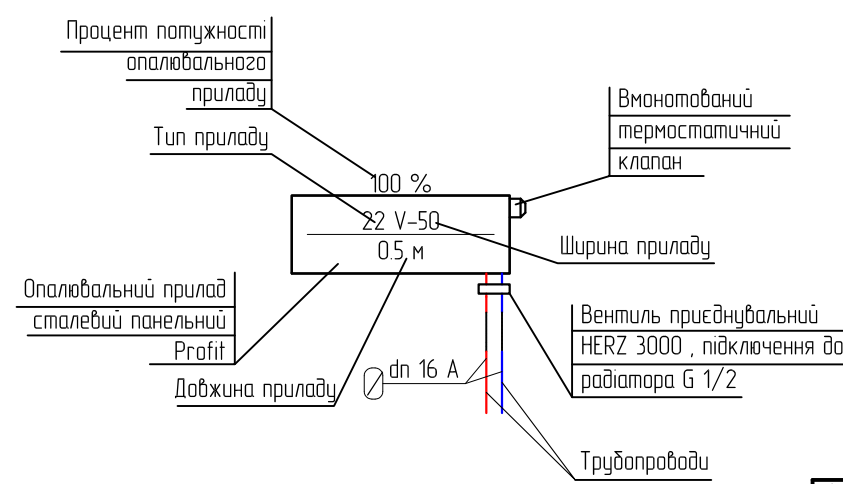 Процент потужності
опалювального
приладу
Тип приладу
100 %
22 V-50
0.5 м
Вмонотований
термостатичний
клапан
Ширина приладу
Опалювальний прилад
сталевий панельний
Profit
Довжина приладу
dn 16 A
Вентиль приєднувальний
HERZ 3000 , підключення до
радіатора G 1/2
Трубопроводи